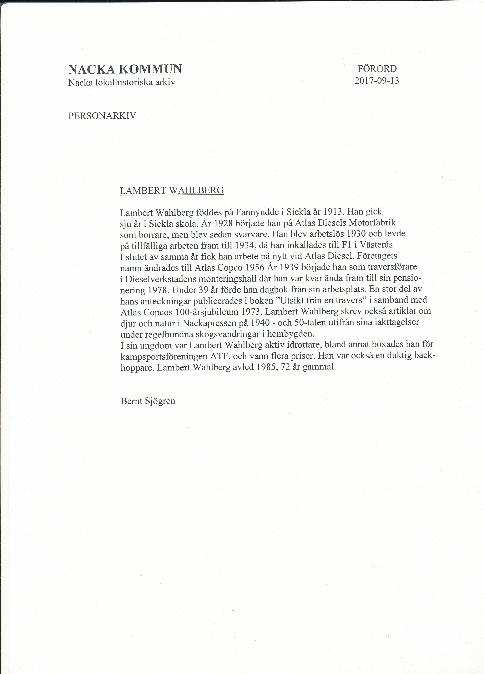 NACKA KOMMUN
Nacka lokalhistoriska arkiv
FÖRORD
2017-09-13
PERSONARKIV
LAMBERT WAHLBERG
Lambert Wahlberg föddes på Fannyudde i Sickla år 1913. Han gick
sju år i Sickla skola. År 1928 började han på Atlas Diesels Motorfabrik
som borrare, men blev sedan svarvare. Han blev arbetslös 1930 och levde
på tillfälliga arbeten fram till 1934, då han inkallades till F1 i Västerås.
I slutet av samma år fick han arbete på nytt vid Atlas Diesel. Företagets
namn ändrades till Atlas Copco 1956 År 1939 började han som traversförare
i Dieselverkstadens monteringshall där han var kvar ända fram till sin pensio-
nering 1978. Under 39 år förde han dagbok från sin arbetsplats. En stor del av
hans anteckningar publicerades i boken "Utsikt från en travers" i samband med
Atlas Copcos 100-årsjubileum 1973. Lambert Wahlberg skrev också artiklar om
djur och natur i Nackapressen på 1940 - och 50-talen utifrån sina iakttagelser
under regelbundna skogsvandringar i hembygden.
I sin ungdom var Lambert Wahlberg aktiv idrottare, bland annat boxades han för
kampsportsföreningen ATF, och vann flera priser. Han var också en duktig back-
hoppare. Lambert Wahlberg avled 1985, 72 år gammal.
Bernt Sjögren